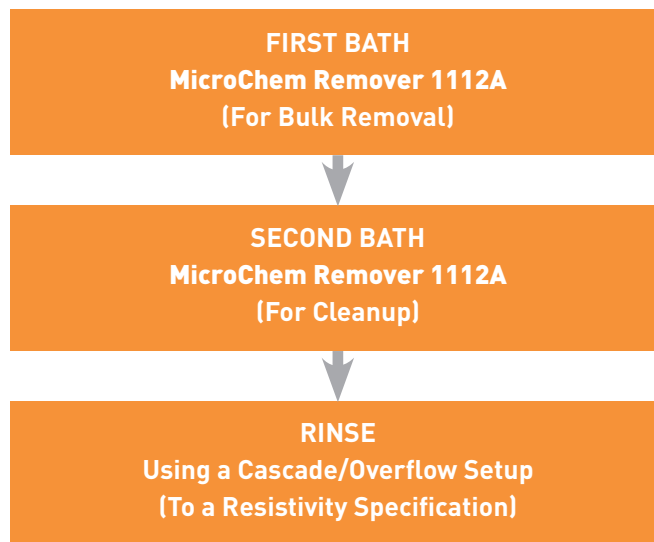 FIRST BATH
MicroChem Remover 1112A
(For Bulk Removal)
SECOND BATH
MicroChem Remover 1112A
(For Cleanup)
RINSE
Using a Cascade/Overflow Setup
(To a Resistivity Specification)